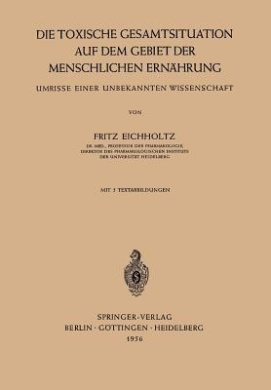 DIE TOXISCHE GESAMTSITUATION
AUF DEM GEBIET DER
MENSCHLICHEN ERNÄHRUNG
UMRISSE EINER UNBEKANNTEN WISSENSCHAFT
VON
FRITZ EICHHOLTZ
DR. MED., PROFESSOR DER PHARMAKOLOGIE,
DIREKTOR DES PHARMAKOLOGISCHEN INSTITUTS
DER UNIVERSITÄT HEIDELBERG
MIT 3 TEXTABBILDUNGEN
SPRINGER-VERLAG
BERLIN · GÖTTINGEN · HEIDELBERG
1956